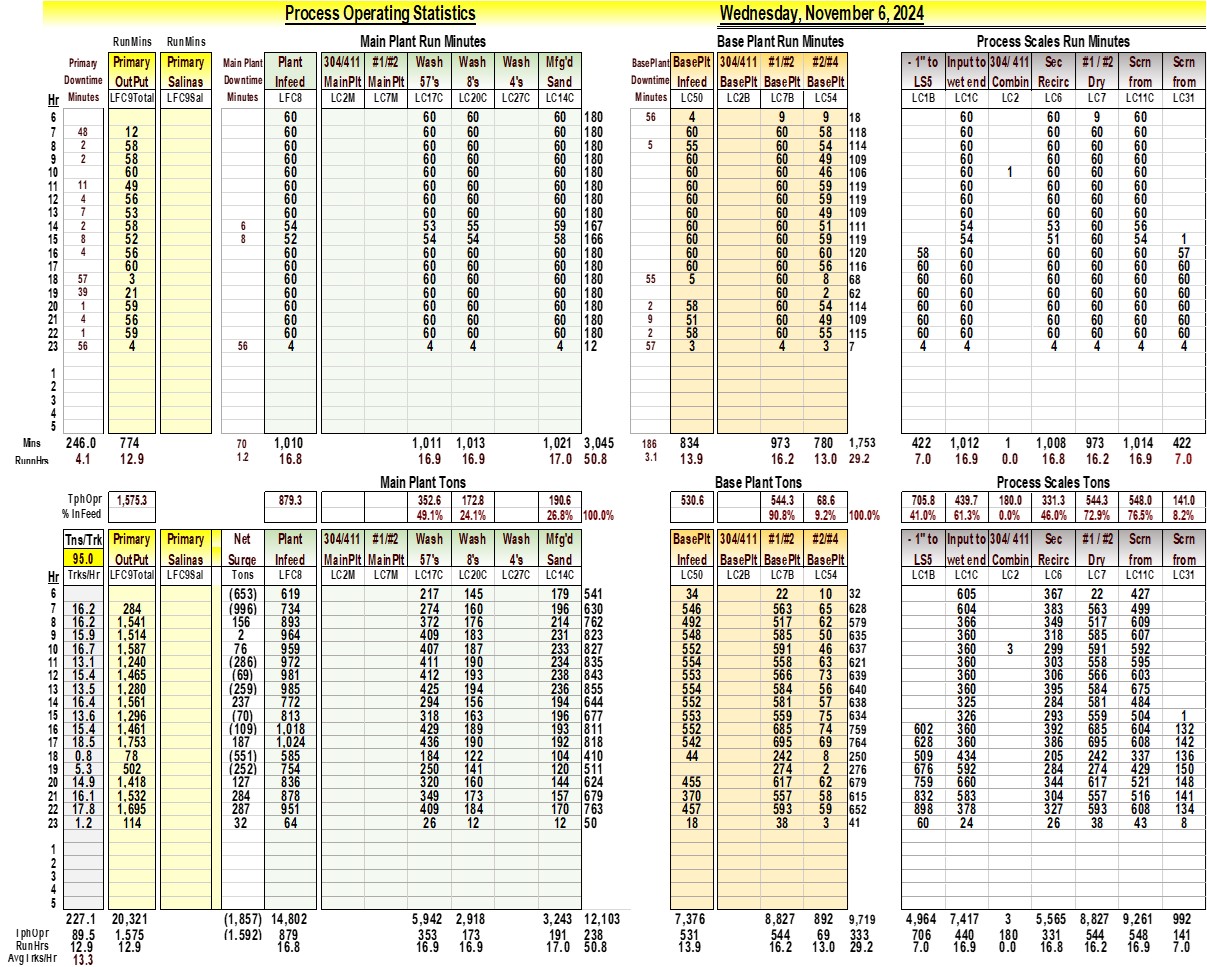 Process Operating Statistics Wednesday, November 6, 2024
RunMins RunMins Main Plant Run Minutes Base Plant Run Minutes Process Scales Run Minutes
Primary Primary Primary Main Plant Plant 304/411 #1/#2 Wash Wash Wash Mfg'd BasePlant BasePlt 304/411 #1/#2 #2/#4 - 1" to Input to 304/ 411 Sec #1 / #2 Scrn Scrn
Downtime OutPut Salinas Downtime Infeed MainPlt MainPlt 57's 8's 4's Sand Downtime Infeed BasePlt BasePlt BasePlt LS5 wet end Combin Recirc Dry from from
Hr Minutes LFC9Total LFC9Sal Minutes LFC8 LC2M LC7M LC17C LC20C LC27C LC14C Minutes LC50 LC2B LC7B LC54 LC1B LC1C LC2 LC6 LC7 LC11C LC31
6 60 60 60 60 180 56 4 9 9 18 60 60 9 60
7 48 12 60 60 60 60 180 60 60 58 118 60 60 60 60
8 2 58 60 60 60 60 180 5 55 60 54 114 60 60 60 60
9 2 58 60 60 60 60 180 60 60 49 109 60 60 60 60
10 60 60 60 60 60 180 60 60 46 106 60 1 60 60 60
11 11 49 60 60 60 60 180 60 60 59 119 60 60 60 60
12 4 56 60 60 60 60 180 60 60 59 119 60 60 60 60
13 7 53 60 60 60 60 180 60 60 49 109 60 60 60 60
14 2 58 6 54 53 55 59 167 60 60 51 111 54 53 60 56
15 8 52 8 52 54 54 58 166 60 60 59 119 54 51 60 54 1
16 4 56 60 60 60 60 180 60 60 60 120 58 60 60 60 60 57
17 60 60 60 60 60 180 60 60 56 116 60 60 60 60 60 60
18 57 3 60 60 60 60 180 55 5 60 8 68 60 60 60 60 60 60
19 39 21 60 60 60 60 180 60 2 62 60 60 60 60 60 60
20 1 59 60 60 60 60 180 2 58 60 54 114 60 60 60 60 60 60
21 4 56 60 60 60 60 180 9 51 60 49 109 60 60 60 60 60 60
22 1 59 60 60 60 60 180 2 58 60 55 115 60 60 60 60 60 60
23 56 4 56 4 4 4 4 12 57 3 4 3 7 4 4 4 4 4 4
1
2
3
4
5
Mins 246.0 774 70 1,010 1,011 1,013 1,021 3,045 186 834 973 780 1,753 422 1,012 1 1,008 973 1,014 422
RunnHrs 4.1 12.9 1.2 16.8 16.9 16.9 17.0 50.8 3.1 13.9 16.2 13.0 29.2 7.0 16.9 0.0 16.8 16.2 16.9 7.0
Main Plant Tons Base Plant Tons Process Scales Tons
TphOpr 1,575.3 879.3 352.6 172.8 190.6 530.6 544.3 68.6 705.8 439.7 180.0 331.3 544.3 548.0 141.0
% InFeed 49.1% 24.1% 26.8% 100.0% 90.8% 9.2% 100.0% 41.0% 61.3% 0.0% 46.0% 72.9% 76.5% 8.2%
Tns/Trk Primary Primary Net Plant 304/411 #1/#2 Wash Wash Wash Mfg'd BasePlt 304/411 #1/#2 #2/#4 - 1" to Input to 304/ 411 Sec #1 / #2 Scrn Scrn
95.0 OutPut Salinas Surge Infeed MainPlt MainPlt 57's 8's 4's Sand Infeed BasePlt BasePlt BasePlt LS5 wet end Combin Recirc Dry from from
Hr Trks/Hr LFC9Total LFC9Sal Tons LFC8 LC2M LC7M LC17C LC20C LC27C LC14C LC50 LC2B LC7B LC54 LC1B LC1C LC2 LC6 LC7 LC11C LC31
6 (653) 619 217 145 179 541 34 22 10 32 605 367 22 427
7 16.2 284 (996) 734 274 160 196 630 546 563 65 628 604 383 563 499
8 16.2 1,541 156 893 372 176 214 762 492 517 62 579 366 349 517 609
9 15.9 1,514 2 964 409 183 231 823 548 585 50 635 360 318 585 607
10 16.7 1,587 76 959 407 187 233 827 552 591 46 637 360 3 299 591 592
11 13.1 1,240 (286) 972 411 190 234 835 554 558 63 621 360 303 558 595
12 15.4 1,465 (69) 981 412 193 238 843 553 566 73 639 360 306 566 603
13 13.5 1,280 (259) 985 425 194 236 855 554 584 56 640 360 395 584 675
14 16.4 1,561 237 772 294 156 194 644 552 581 57 638 325 284 581 484
15 13.6 1,296 (70) 813 318 163 196 677 553 559 75 634 326 293 559 504 1
16 15.4 1,461 (109) 1,018 429 189 193 811 552 685 74 759 602 360 392 685 604 132
17 18.5 1,753 187 1,024 436 190 192 818 542 695 69 764 628 360 386 695 608 142
18 0.8 78 (551) 585 184 122 104 410 44 242 8 250 509 434 205 242 337 136
19 5.3 502 (252) 754 250 141 120 511 274 2 276 676 592 284 274 429 150
20 14.9 1,418 127 836 320 160 144 624 455 617 62 679 759 660 344 617 521 148
21 16.1 1,532 284 878 349 173 157 679 370 557 58 615 832 583 304 557 516 141
22 17.8 1,695 287 951 409 184 170 763 457 593 59 652 898 378 327 593 608 134
23 1.2 114 32 64 26 12 12 50 18 38 3 41 60 24 26 38 43 8
1
2
3
4
5
227.1 20,321 (1,857) 14,802 5,942 2,918 3,243 12,103 7,376 8,827 892 9,719 4,964 7,417 3 5,565 8,827 9,261 992
TphOpr 89.5 1,575 (1,592) 879 353 173 191 238 531 544 69 333 706 440 180 331 544 548 141
RunHrs 12.9 12.9 16.8 16.9 16.9 17.0 50.8 13.9 16.2 13.0 29.2 7.0 16.9 0.0 16.8 16.2 16.9 7.0
AvgTrks/Hr 13.3